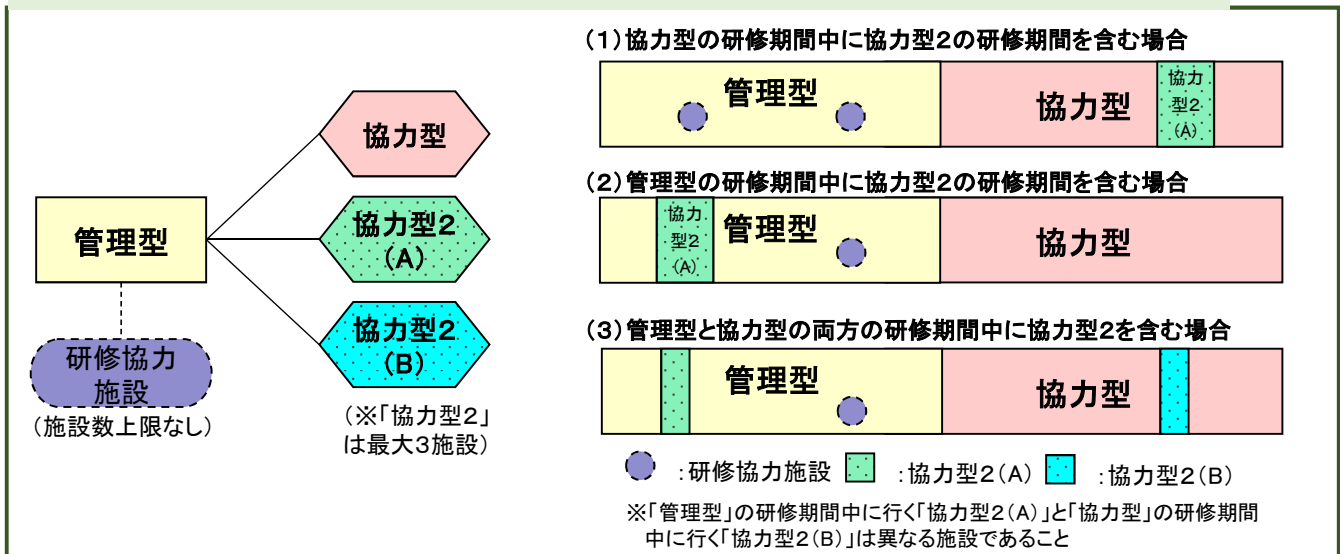 管理型
研修協力
施設
(施設数上限なし)
協力型
協力型2
(A)
協力型2
(B)
(※「協力型2」
は最大3施設)
(1)協力型の研修期間中に協力型2の研修期間を含む場合
管理型
協力型
協力
型2
(A)
(2)管理型の研修期間中に協力型2の研修期間を含む場合
協力
型2
(A)
管理型
協力型
(3)管理型と協力型の両方の研修期間中に協力型2を含む場合
管理型
協力型
:研修協力施設
:協力型2(A)
:協力型2(B)
※「管理型」の研修期間中に行く「協力型2(A)」と「協力型」の研修期間
中に行く「協力型2(B)」は異なる施設であること